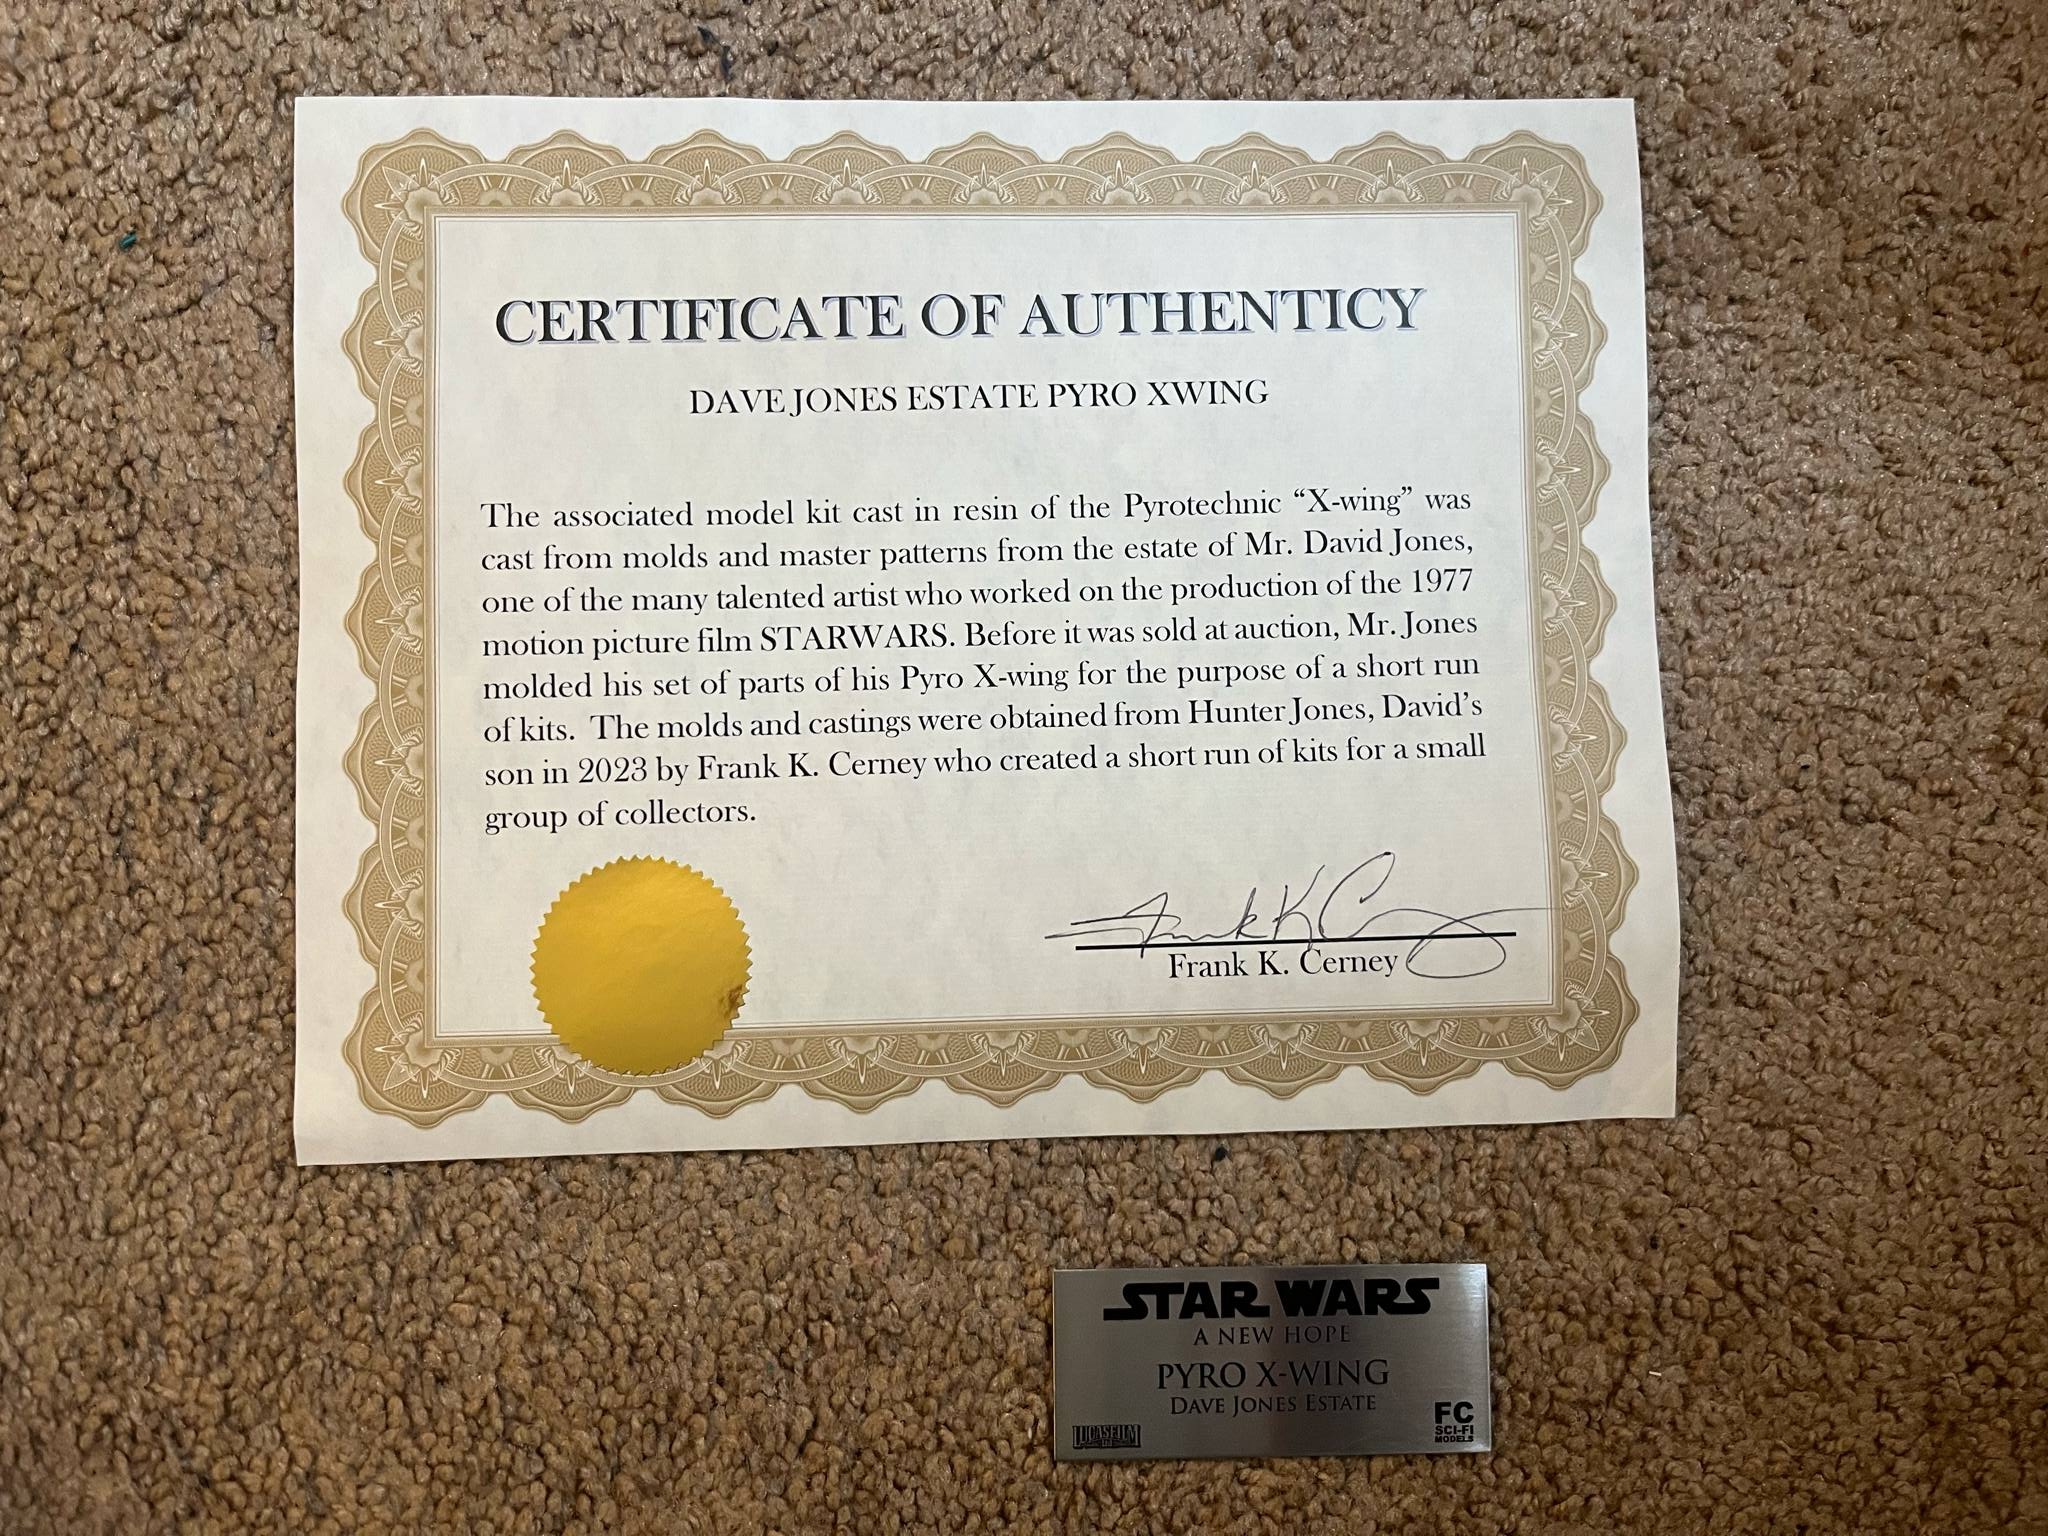 CERTIFICATE OF AUTHENTICY
DAVE JONES ESTATE PYRO XWING
The associated model kit cast in resin of the Pyrotechnic “X-wing” was
cast from molds and master patterns from the estate of Mr. David Jones,
one of the many talented artist who worked on the production of the 1977
motion picture film STARWARS. Before it was sold at auction, Mr. Jones
molded his set of parts of his Pyro X-wing for the purpose of a short run
of kits. The molds and castings were obtained from Hunter Jones, David’s
son in 2023 by Frank K. Cerney who created a short run of kits for a small
group of collectors.
Frank K Cerney
Frank K. Cerney
STAR WARS
A NEW HOPE
PYRO X-WING
DAVE JONES ESTATE
LUCASFILM
LTD
FC
SCI-FI
MODELS